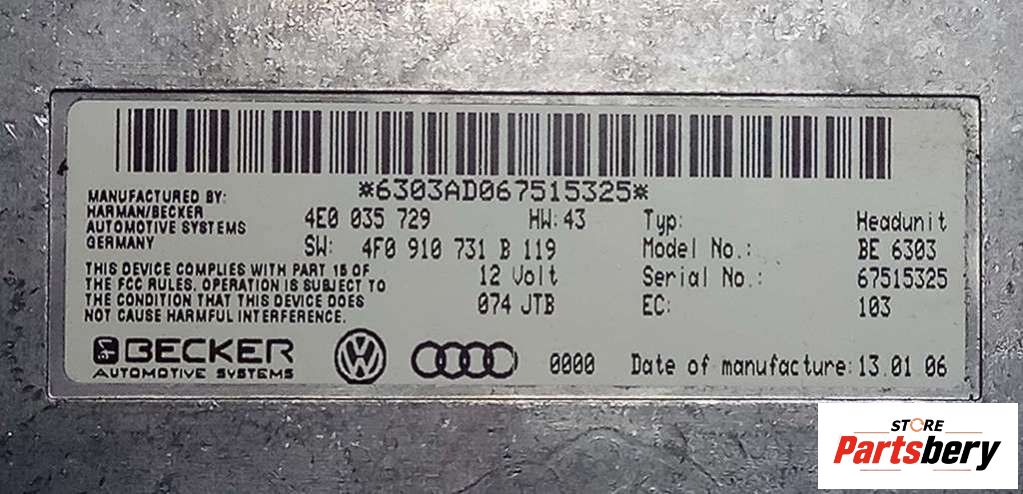 *6303AD067515325*
MANUFACTURED BY:
HARMAN/BECKER
AUTOMOTIVE SYSTEMS
GERMANY
THIS DEVICE COMPLIES WITH PART 15 OF
THE FCC RULES. OPERATION IS SUBJECT TO
THE CONDITION THAT THIS DEVICE DOES
NOT CAUSE HARMFUL INTERFERENCE.
4E0 035 729 HW:43
SW: 4F0 910 731 B 119
12 Volt
074 JTB
Typ: Headunit
Model No.: BE 6303
Serial No.: 67515325
EC: 103
BECKER
AUTOMOTIVE SYSTEMS
0000 Date of manufacture: 13.01 06
STORE
Partsbery